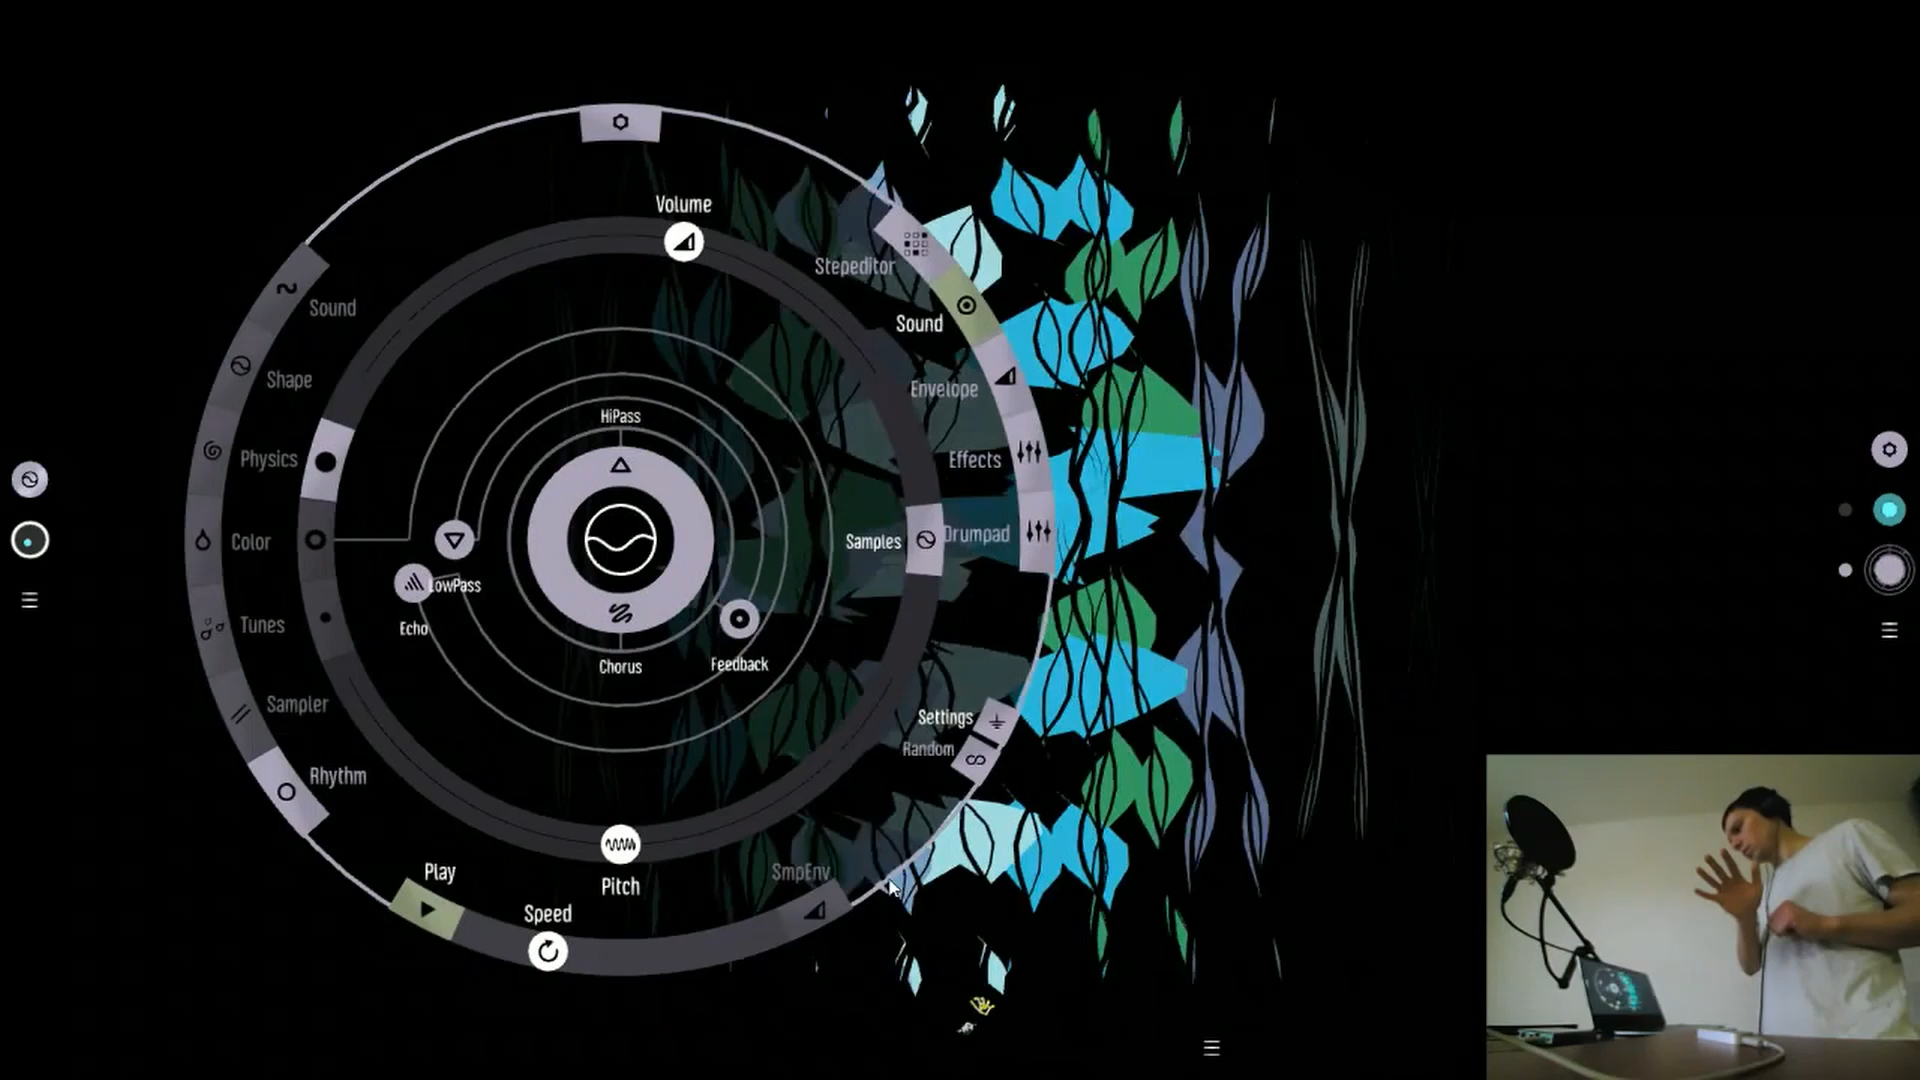 Volume
Stepeditor
Sound
Sound
Shape
Envelope
HiPass
Physics
Effects
Color
Samples
Drumpad
LowPass
Echo
Tunes
Chorus
Feedback
Sampler
Settings
Random
Rhythm
Play
Pitch
SmpEnv
Speed